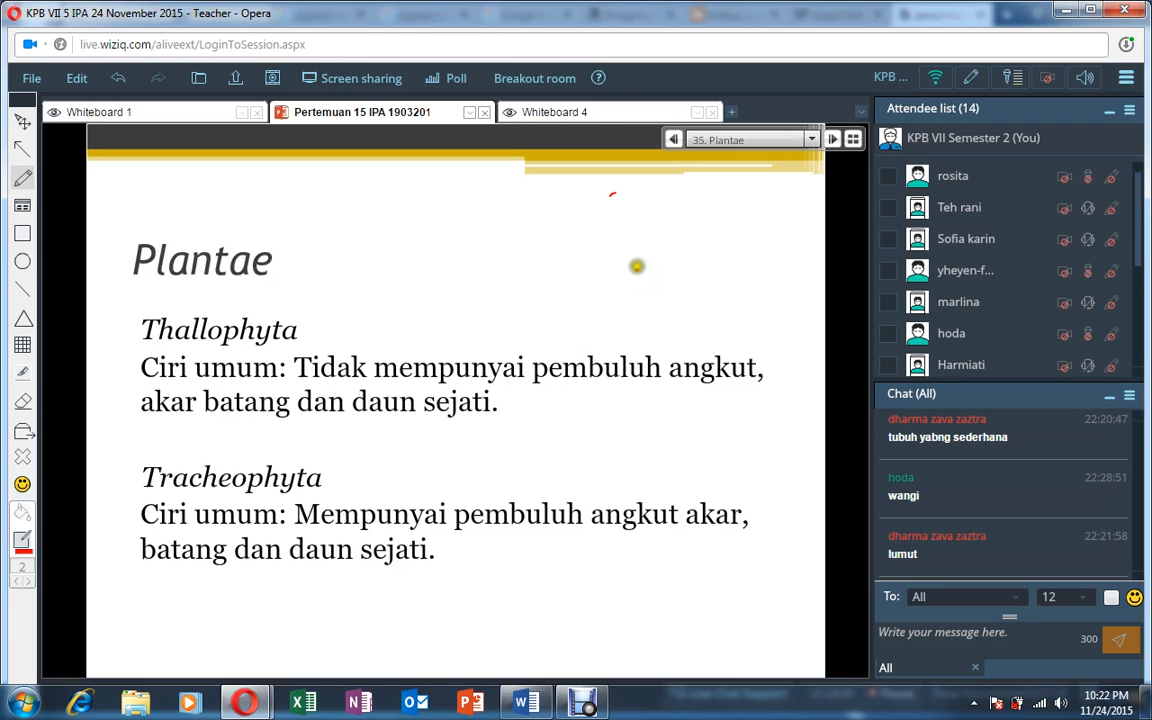 KPB VII 5 IPA 24 November 2015 - Teacher - Opera
live.wiziq.com/aliveext/LoginToSession.aspx
File Edit Screen sharing Poll Breakout room KPB ...
Whiteboard 1 Pertemuan 15 IPA 1903201 Whiteboard 4
35. Plantae
Plantae
Thallophyta
Ciri umum: Tidak mempunyai pembuluh angkut,
akar batang dan daun sejati.
Tracheophyta
Ciri umum: Mempunyai pembuluh angkut akar,
batang dan daun sejati.
2
Attendee list (14)
KPB VII Semester 2 (You)
rosita
Teh rani
Sofia karin
yheyen-f...
marlina
hoda
Harmiati
Chat (All)
dharma zava zaztra 22:20:47
tubuh yabng sederhana
hoda 22:28:51
wangi
dharma zava zaztra 22:21:58
lumut
To: All 12
Write your message here. 300
All
10:22 PM
11/24/2015